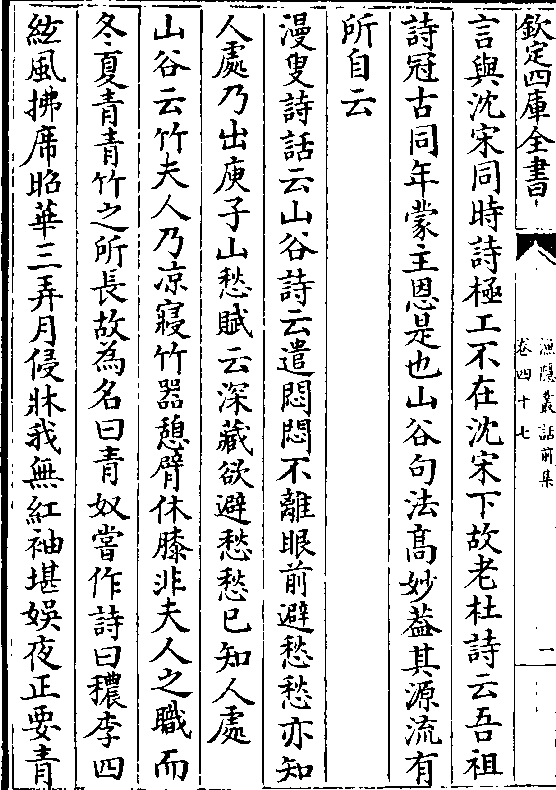 欽定四庫全書
漁隱叢話前集
卷四十七
一
言與沈宋同時詩極工不在沈宋下故老杜詩云吾祖
詩冠古同年蒙主恩是也山谷句法高妙葢其源流有
所自云
漫叟詩話云山谷詩云遣悶悶不離眼前避愁愁亦知
人處乃出庾子山愁賦云深藏欲避愁愁已知人處
山谷云竹夫人乃凉寢竹器憩臂休膝非夫人之職而
冬夏青青竹之所長故為名曰青奴嘗作詩曰穠李四
絃風拂席昭華三弄月侵牀我無紅袖堪娛夜正要青